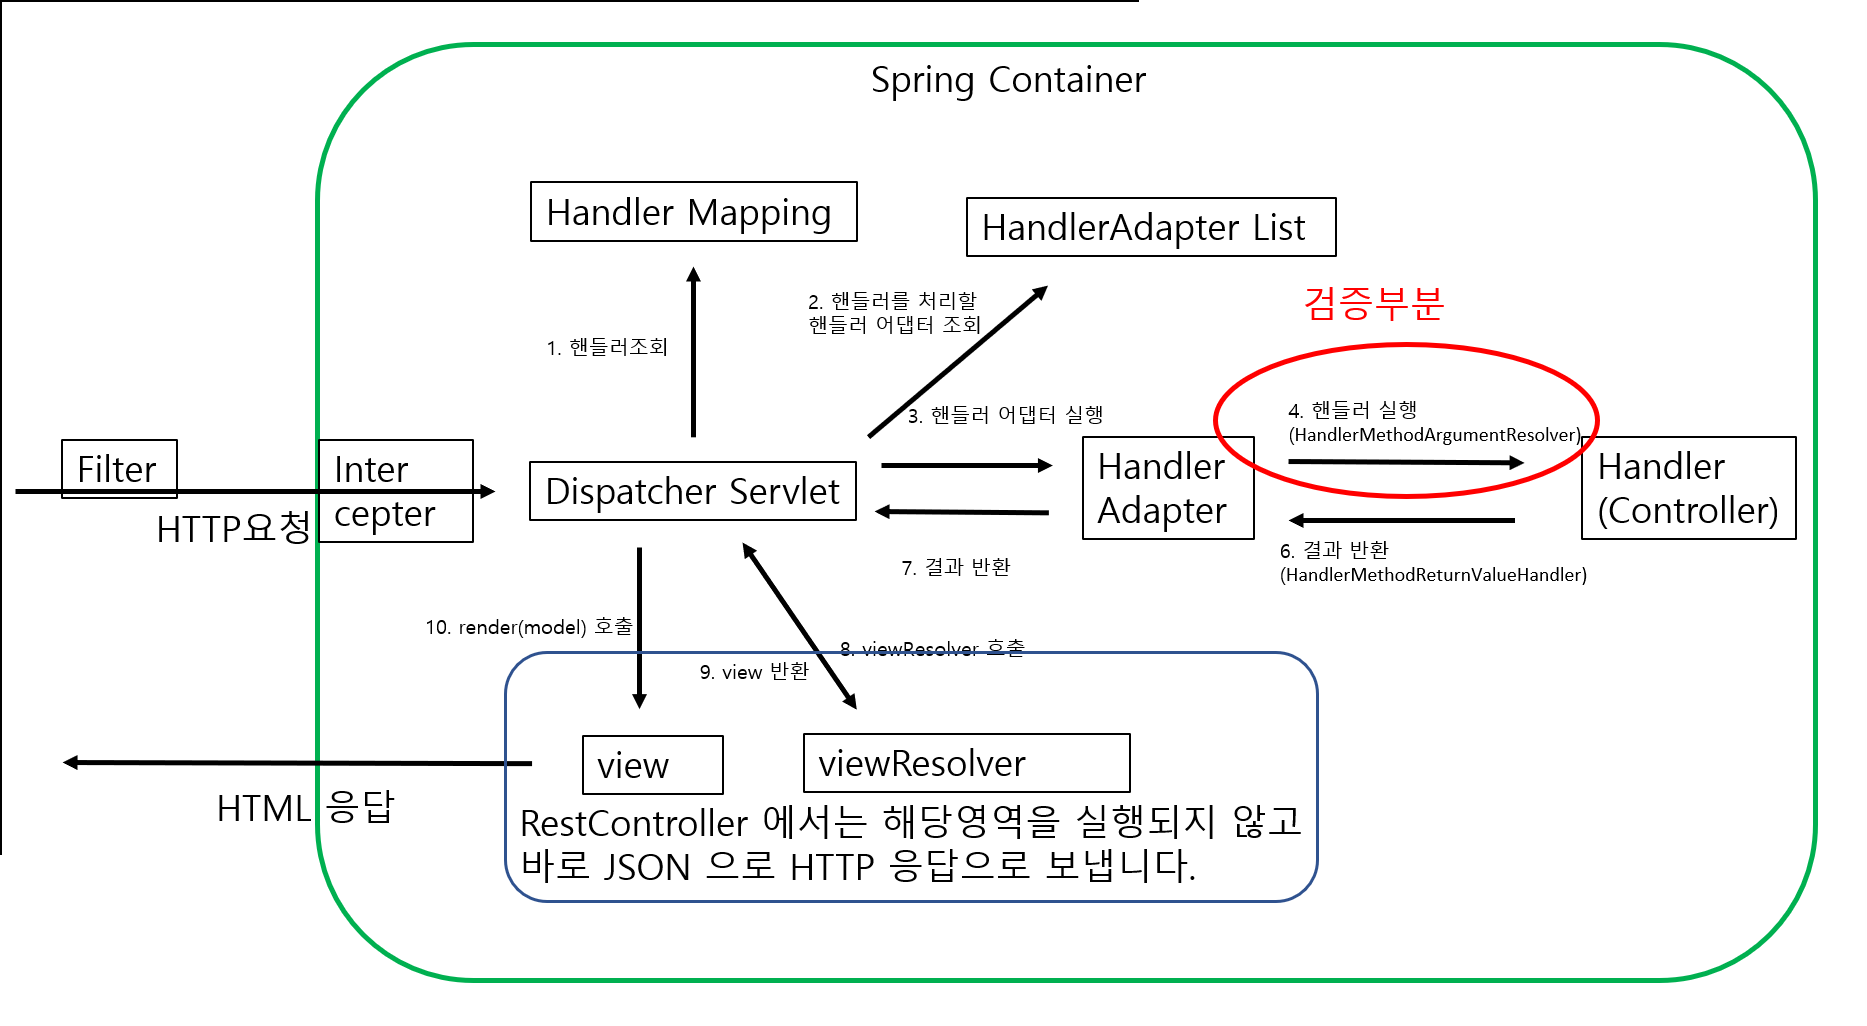 Spring Container
Handler Mapping
HandlerAdapter List
2. 핸들러를 처리할
핸들러 어댑터 조회
검증부분
1. 핸들러조회
3. 핸들러 어댑터 실행
4. 핸들러 실행
(HandlerMethodArgumentResolver)
Filter
Inter
cepter
HTTP요청
Dispatcher Servlet
Handler
Adapter
Handler
(Controller)
7. 결과 반환
6. 결과 반환
(HandlerMethodReturnValueHandler)
10. render(model) 호출
8. viewResolver 호출
9. view 반환
view
viewResolver
HTML 응답
RestController 에서는 해당영역을 실행되지 않고
바로 JSON 으로 HTTP 응답으로 보냅니다.